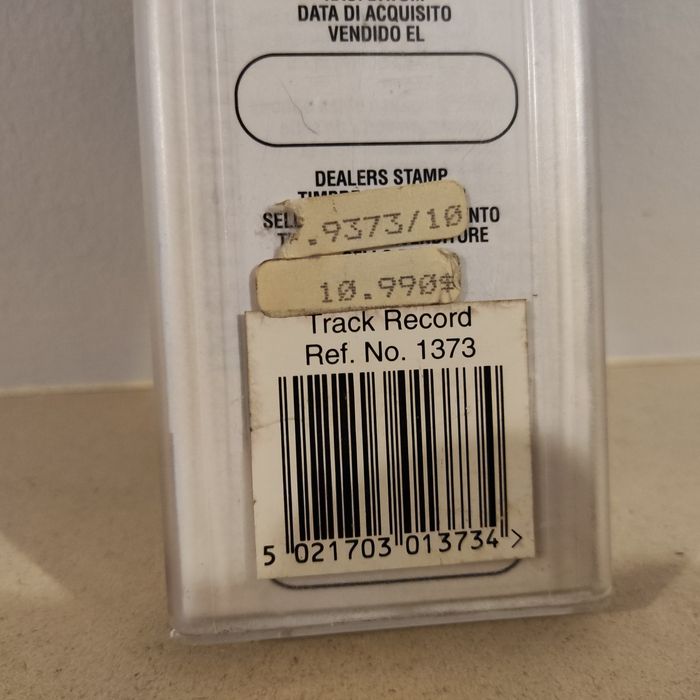 DATA DI ACQUISITO
VENDIDO EL
DEALERS STAMP
.9373/10
10.990$
Track Record
Ref. No. 1373
5 021703 013734 >